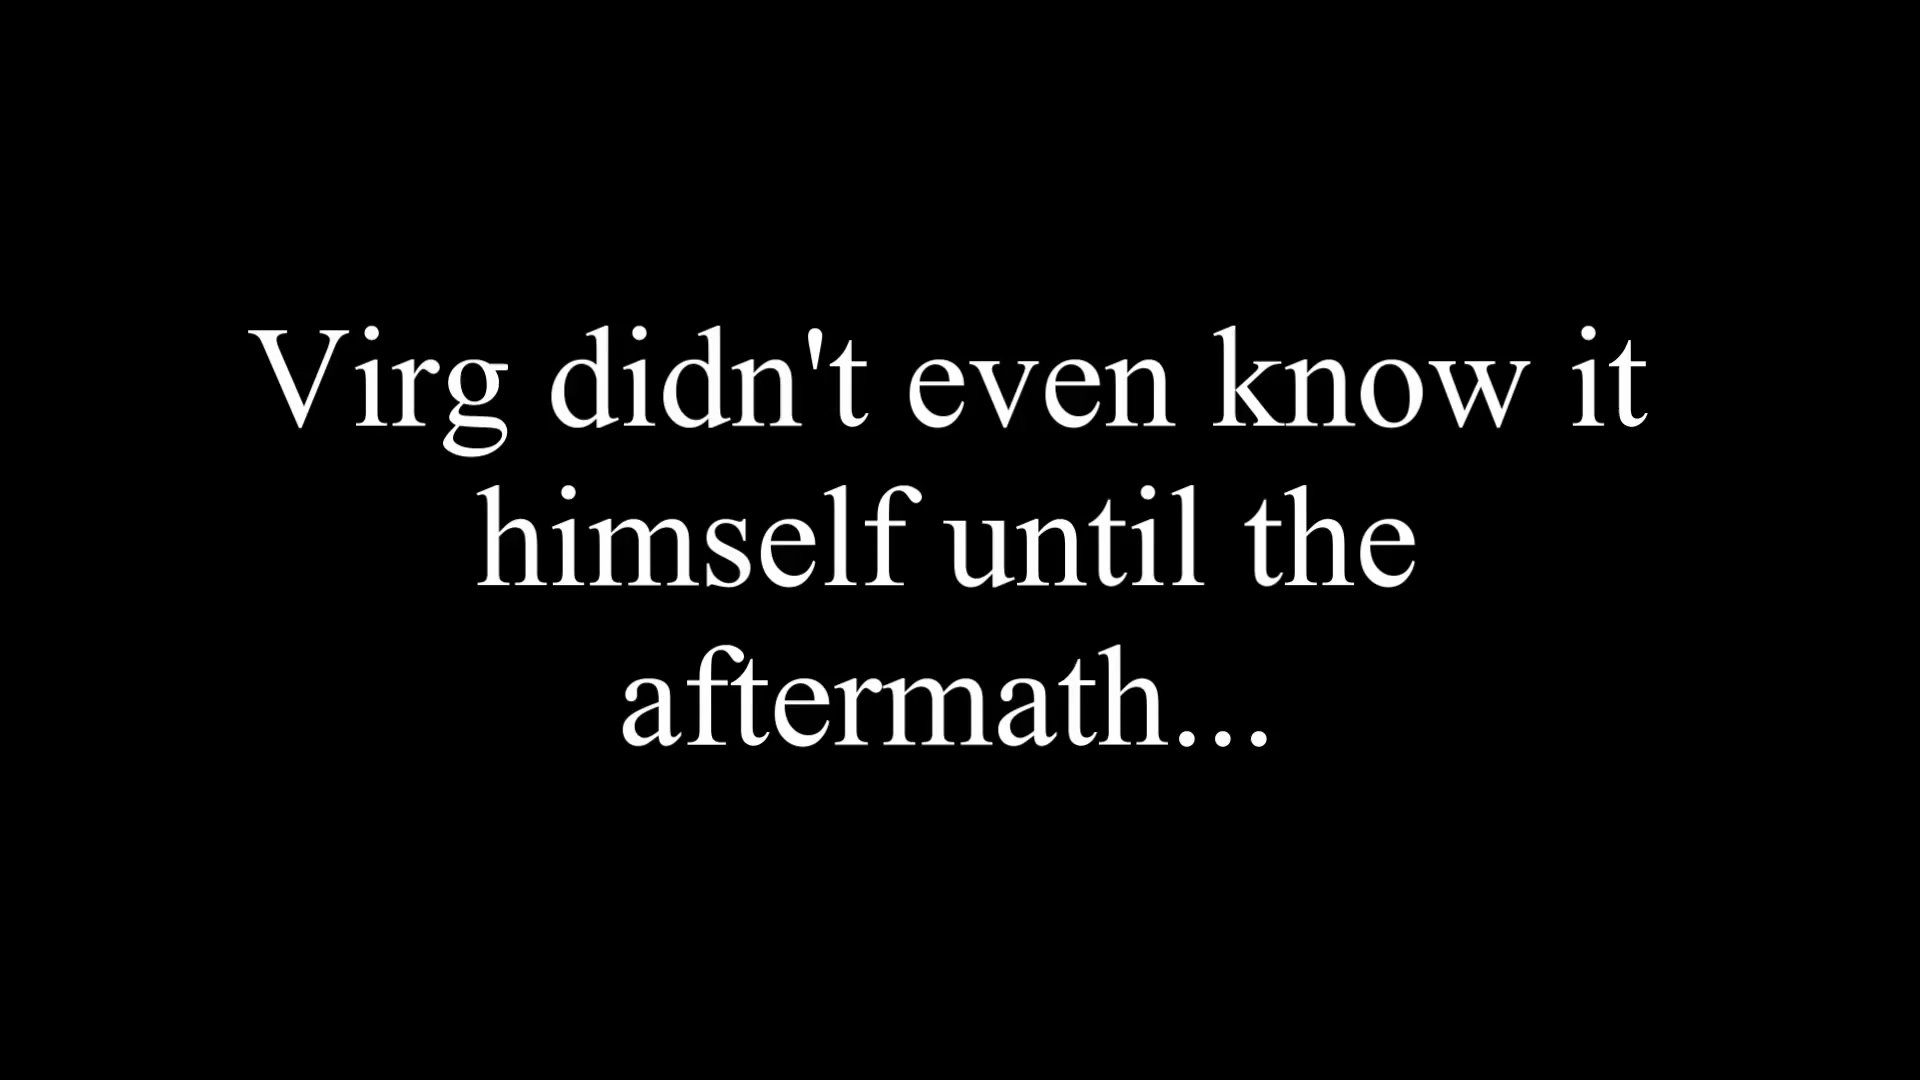 Virg didn't even know it
himself until the
aftermath...